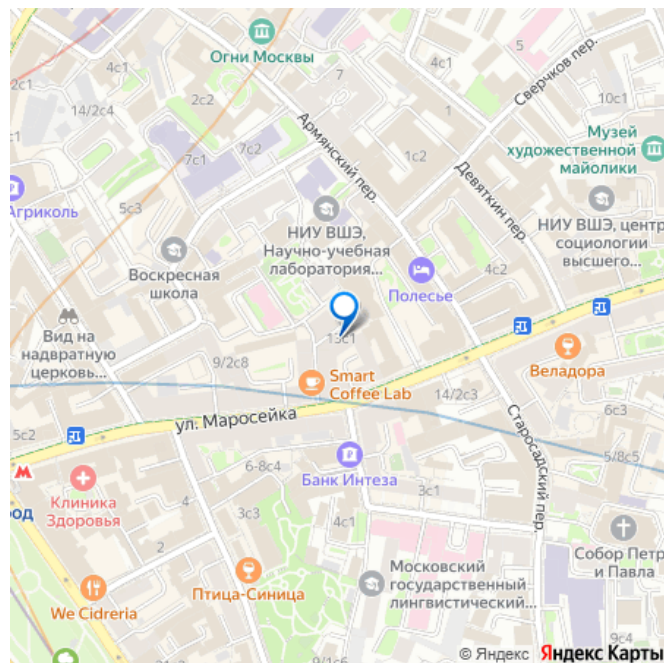 2с1
4с1
Огни Москвы
5
Сверчков пер.
14/2с4
2с2
7
4с1
10с1
Армянский пер.
Музей
художественной
майолики
7с1
7с2
1с2
Девяткин пер.
Агриколь
5с3
НИУ ВШЭ,
Научно-учебная
лаборатория...
НИУ ВШЭ, центр
социологии
высшего...
Воскресная
школа
Полесье
4с2
Вид на
надвратную
церковь...
13с1
9/2с8
Веладора
Smart
Coffee Lab
14/2с3
ул. Маросейка
Старосадский пер.
6с3
5с2
6-8с4
Банк Интеза
5/8с5
Клиника
Здоровья
3с1
од
3с3
4с1
2
Собор Петр
и Павла
Московский
государственный
лингвистический...
We Cidreria
Птица-Синица
9с4
9/1с6
© Яндекс Яндекс Карты